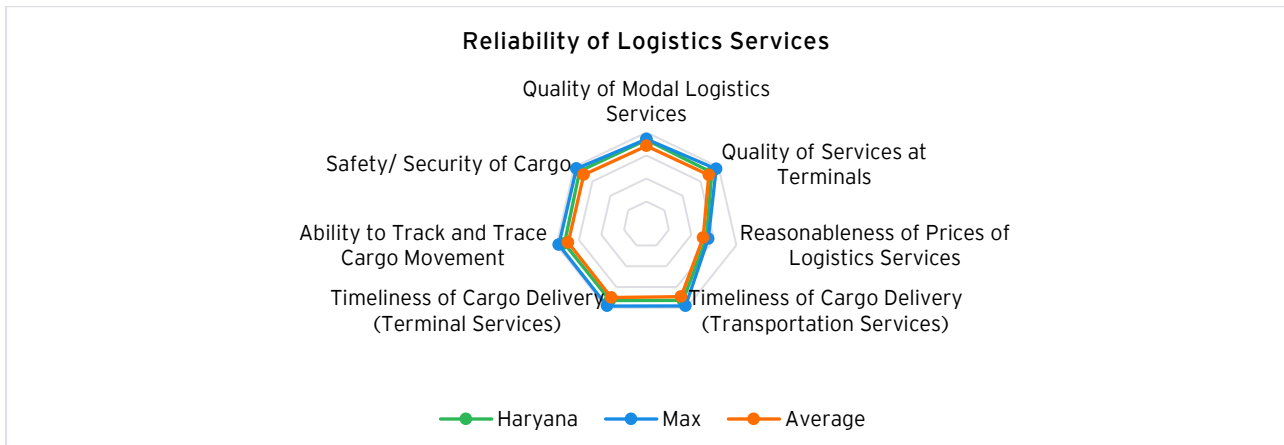 Reliability of Logistics Services
Quality of Modal Logistics
Services
Quality of Services at
Terminals
Reasonableness of Prices of
Logistics Services
Timeliness of Cargo Delivery
(Transportation Services)
Timeliness of Cargo Delivery
(Terminal Services)
Ability to Track and Trace
Cargo Movement
Safety/ Security of Cargo
Haryana
Max
Average